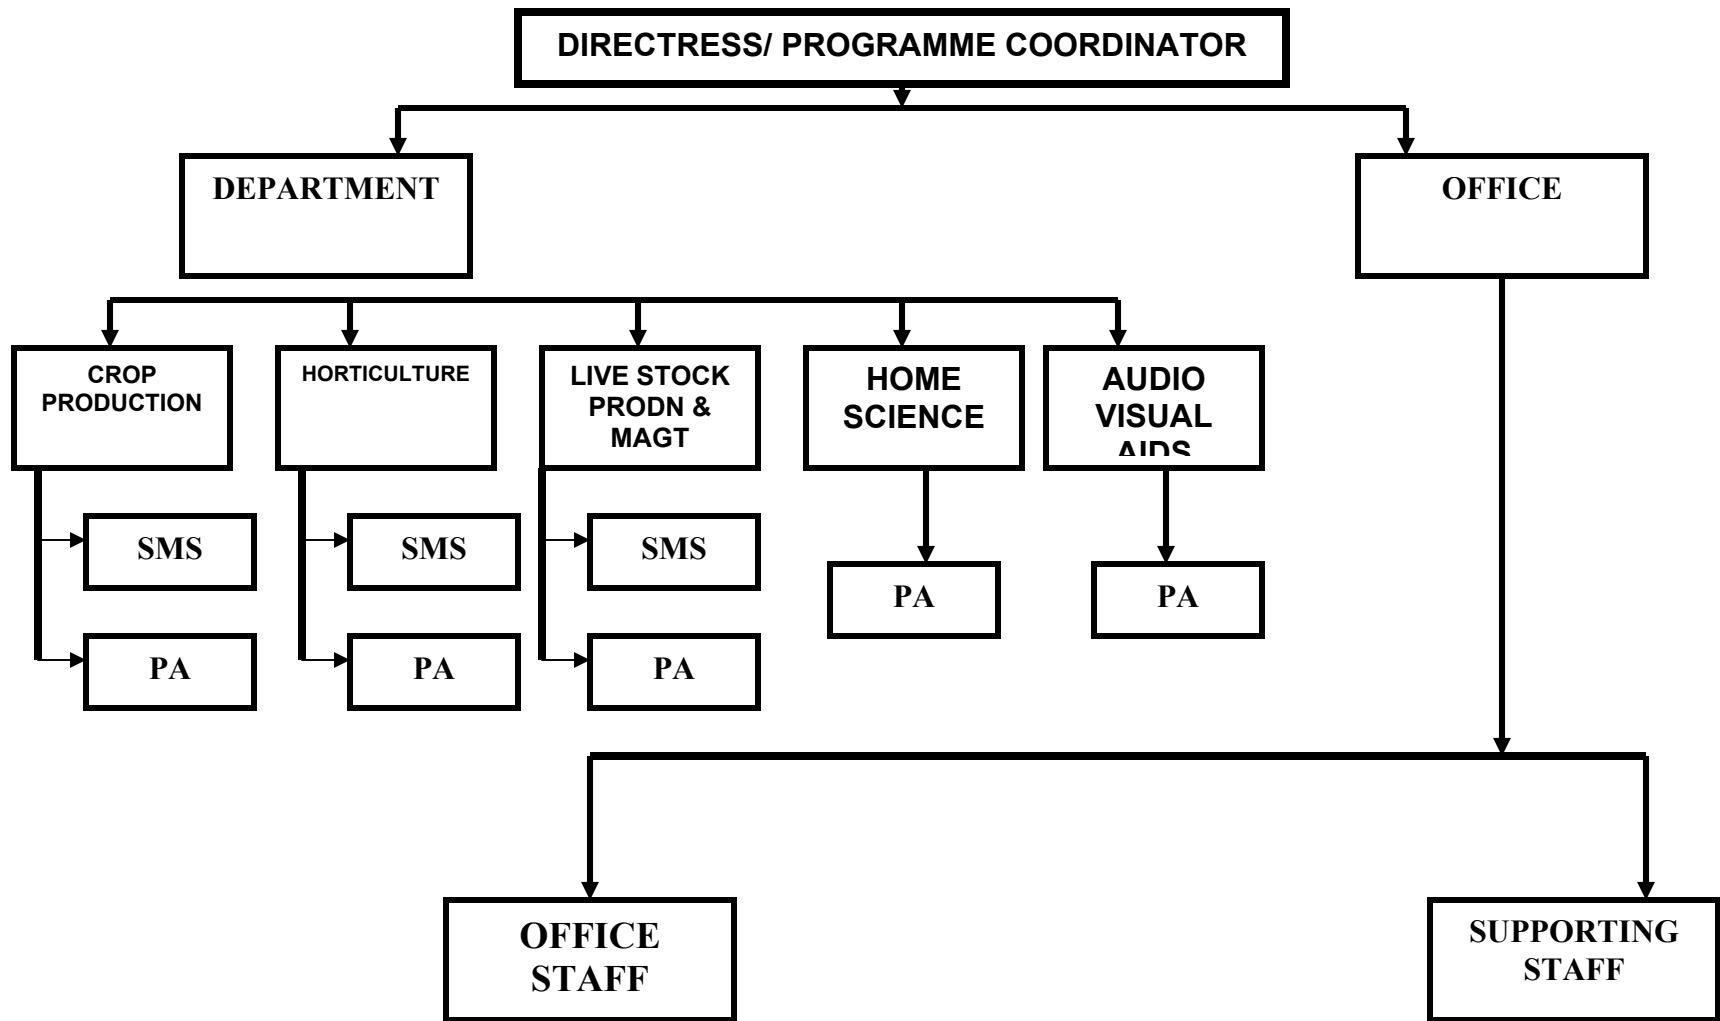 DIRECTRESS/ PROGRAMME COORDINATOR
DEPARTMENT
OFFICE
CROP
PRODUCTION
HORTICULTURE
LIVE STOCK
PRODN &
MAGT
HOME
SCIENCE
AUDIO
VISUAL
AIDS
SMS
SMS
SMS
PA
PA
PA
PA
PA
OFFICE
STAFF
SUPPORTING
STAFF